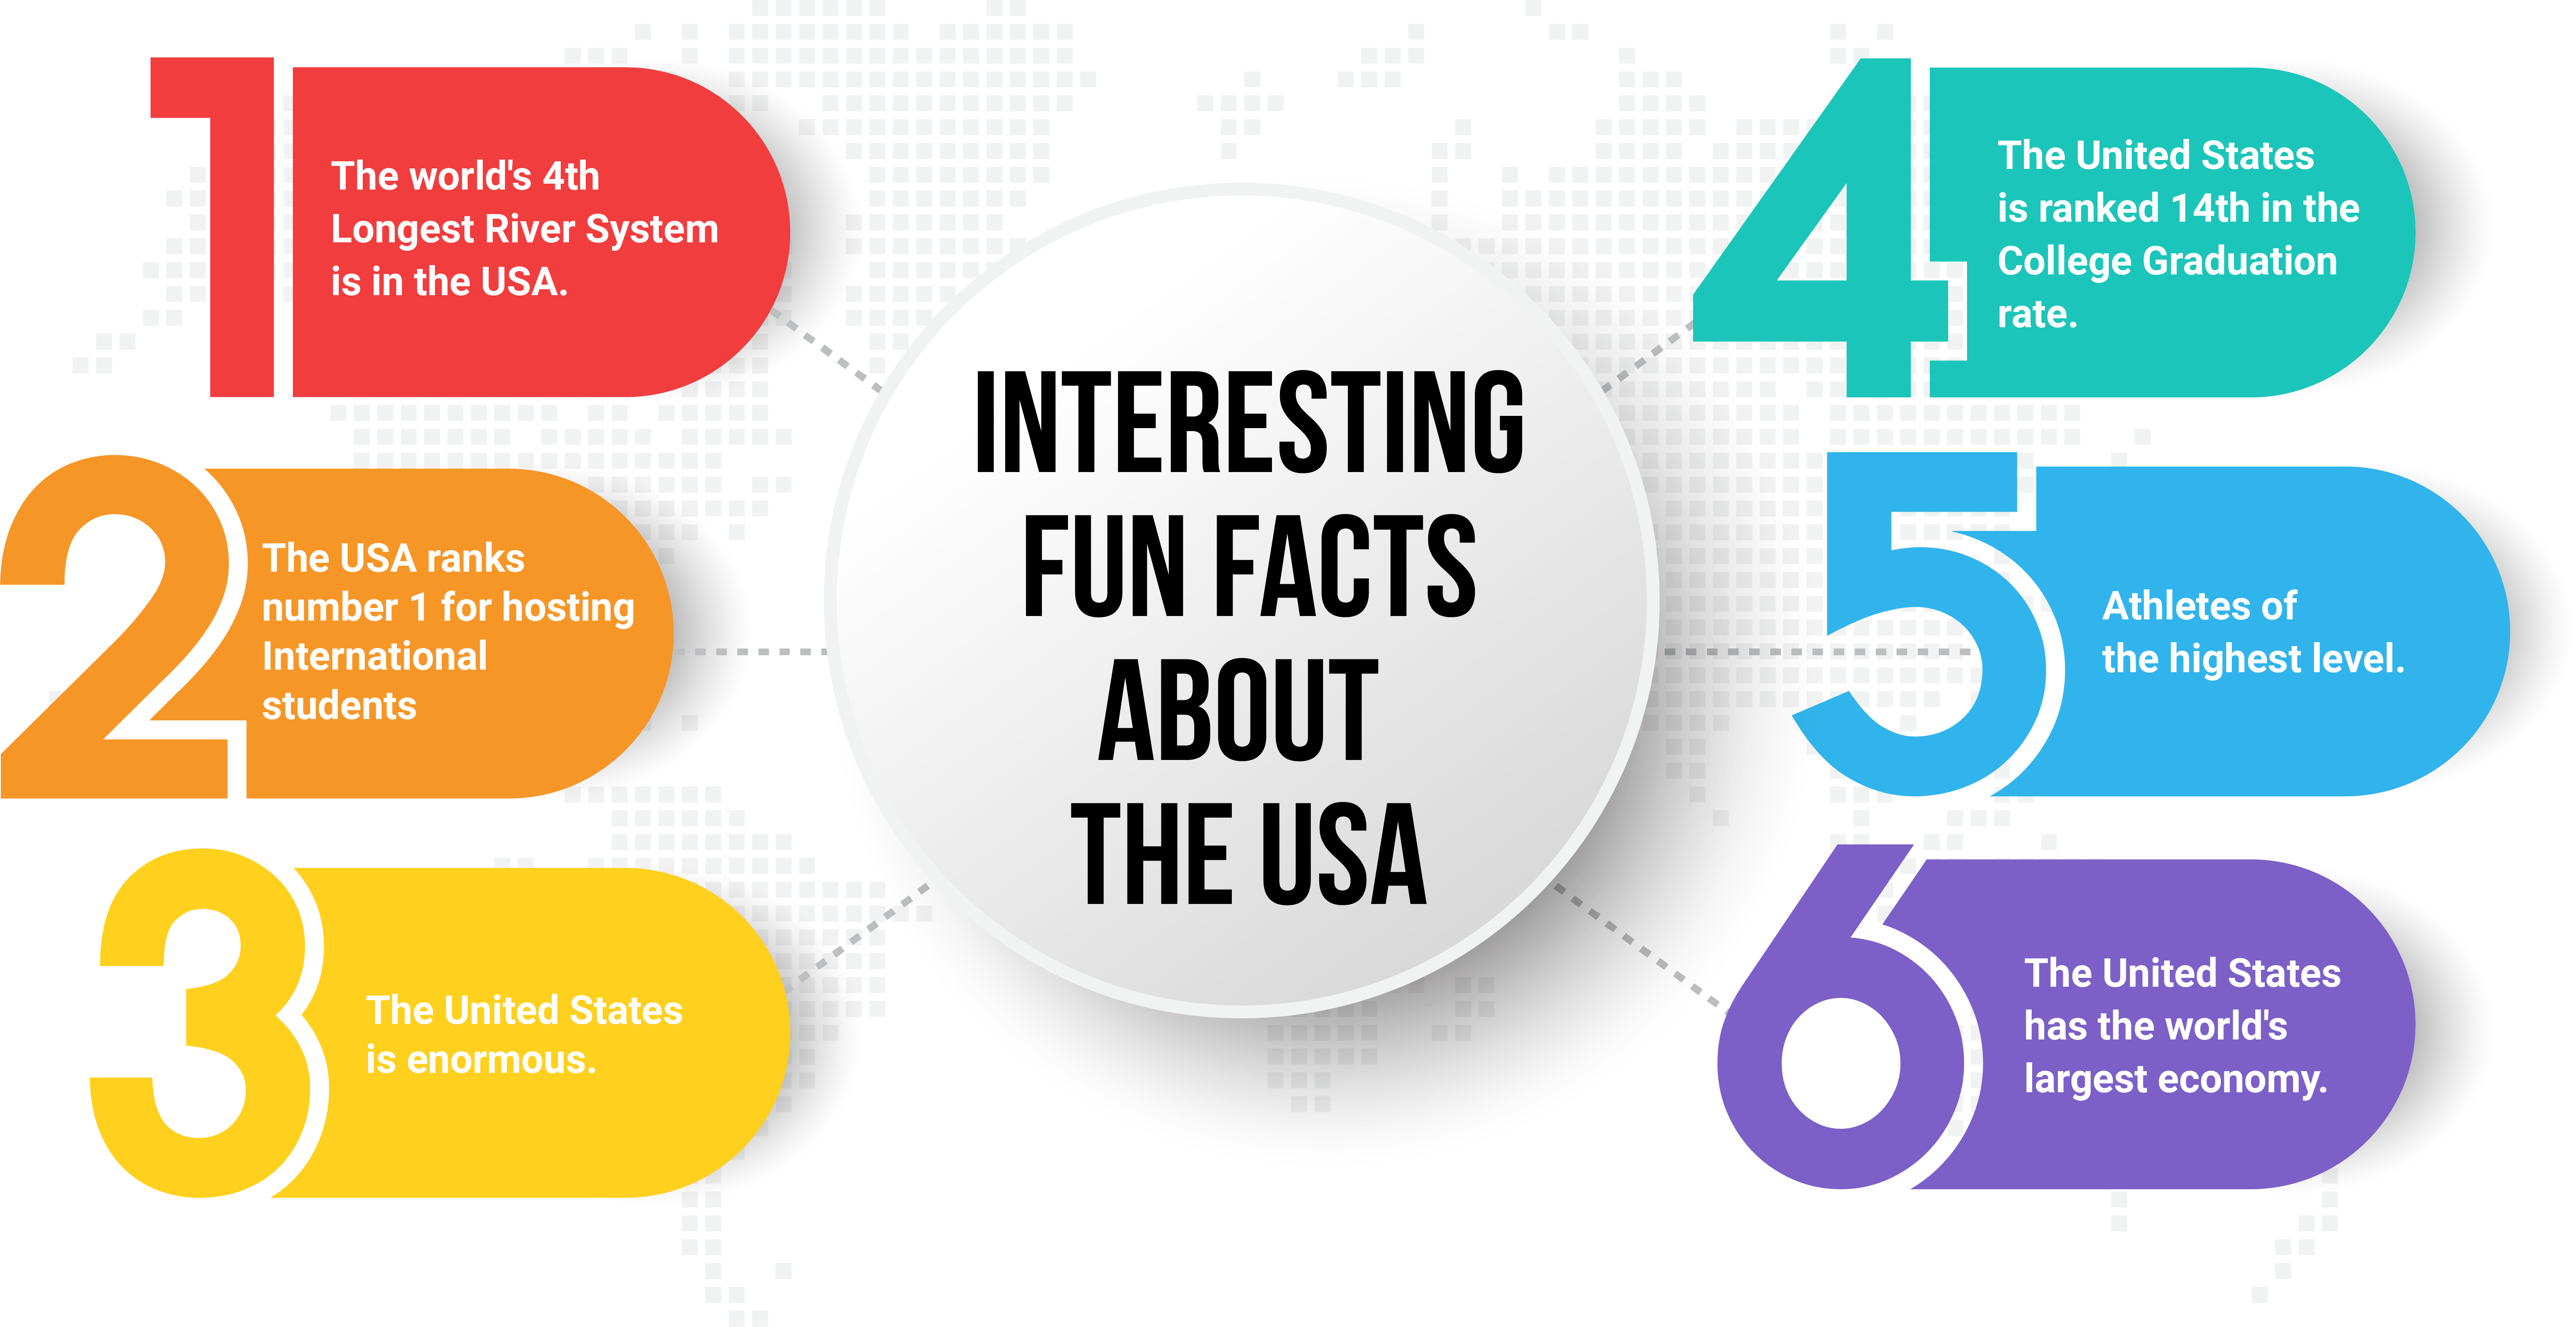 1
The world's 4th
Longest River System
is in the USA.
2
The USA ranks
number 1 for hosting
International
students
3
The United States
is enormous.
INTERESTING
FUN FACTS
ABOUT
THE USA
4
The United States
is ranked 14th in the
College Graduation
rate.
5
Athletes of
the highest level.
6
The United States
has the world's
largest economy.